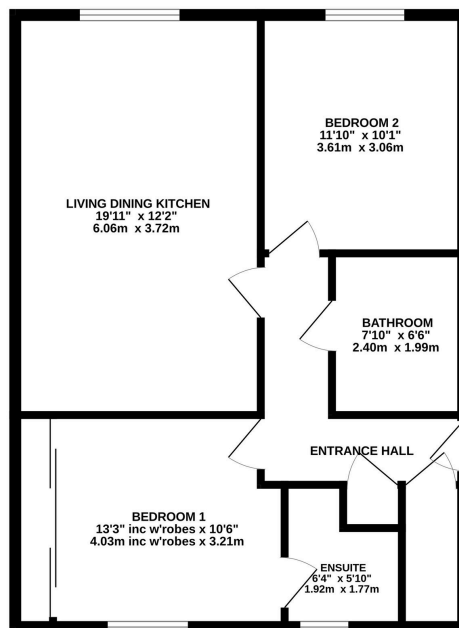 BEDROOM 2
11'10" x 10'1"
3.61m x 3.06m
LIVING DINING KITCHEN
19'11" x 12'2"
6.06m x 3.72m
BATHROOM
7'10" x 6'6"
2.40m x 1.99m
ENTRANCE HALL
BEDROOM 1
13'3" inc w'robes x 10'6"
4.03m inc w'robes x 3.21m
ENSUITE
6'4" x 5'10"
1.92m x 1.77m